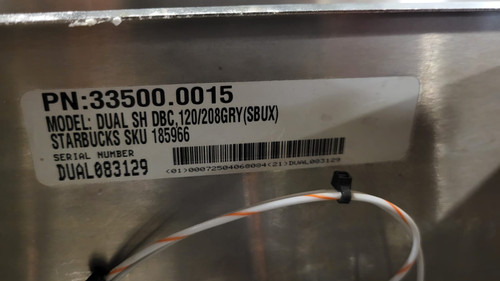 PN:33500.0015
MODEL: DUAL SH DBC,120/208GRY(SBUX)
STARBUCKS SKU 185966
SERIAL NUMBER
DUAL083129
(01)00072504060884(21)DUAL083129